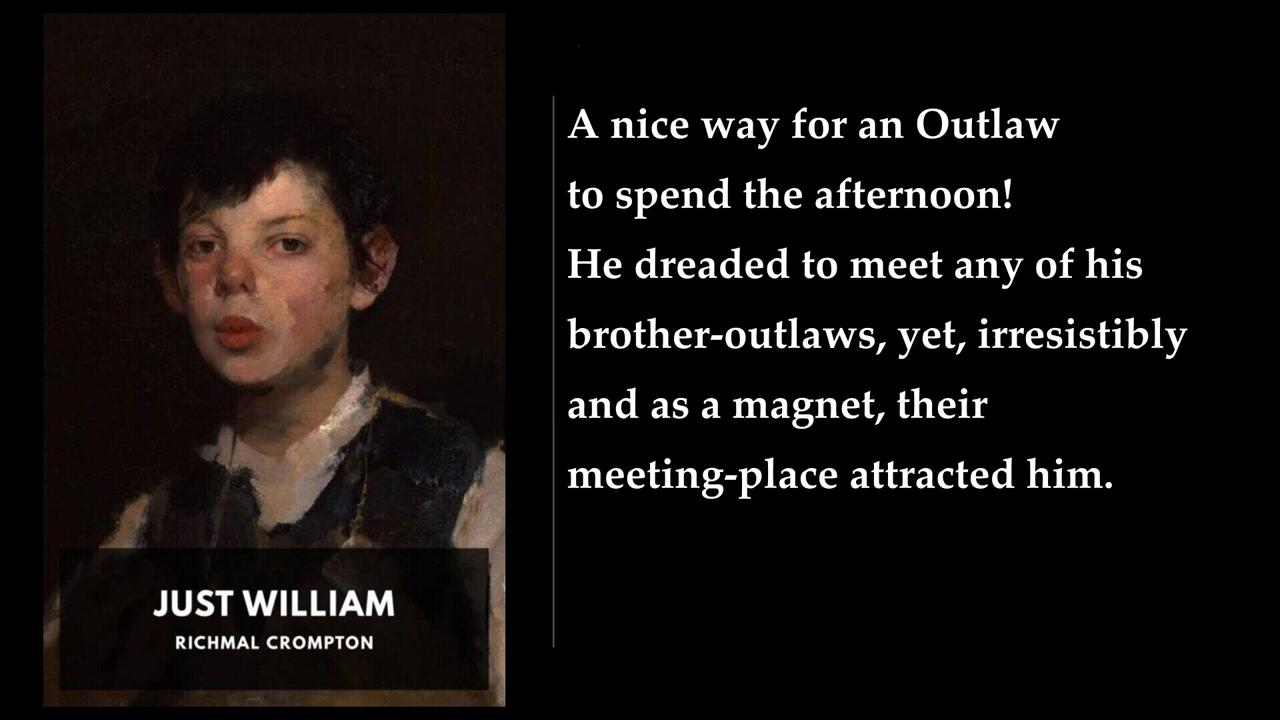 JUST WILLIAM
RICHMAL CROMPTON
A nice way for an Outlaw
to spend the afternoon!
He dreaded to meet any of his
brother-outlaws, yet, irresistibly
and as a magnet, their
meeting-place attracted him.